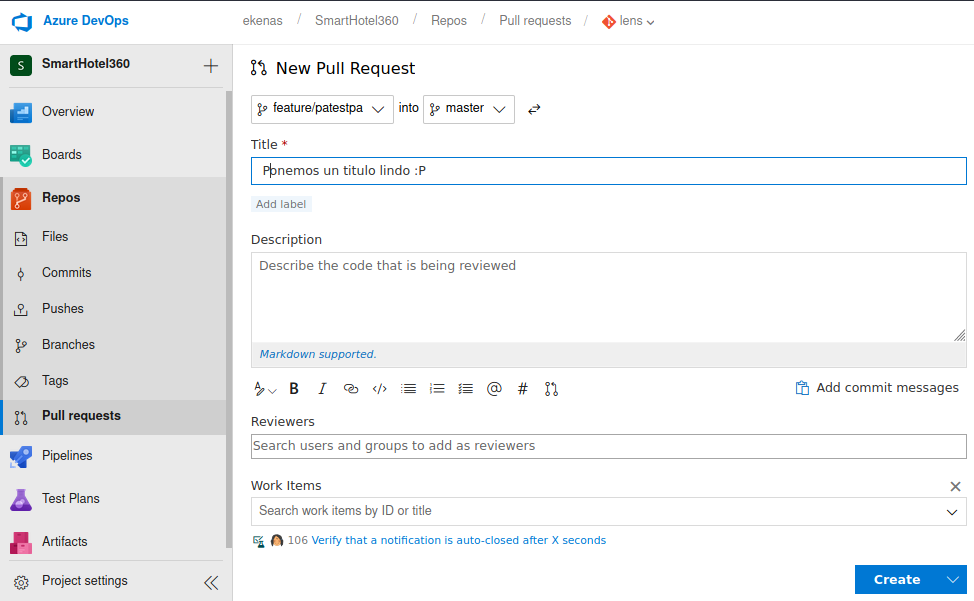 Azure DevOps
ekenas / SmartHotel360 / Repos / Pull requests / lens
S SmartHotel360
Overview
Boards
Repos
Files
Commits
Pushes
Branches
Tags
Pull requests
Pipelines
Test Plans
Artifacts
Project settings
New Pull Request
feature/patestpa into master
Title *
Ponemos un titulo lindo :P
Add label
Description
Describe the code that is being reviewed
Markdown supported.
B I </> @ #
Add commit messages
Reviewers
Search users and groups to add as reviewers
Work Items
Search work items by ID or title
106 Verify that a notification is auto-closed after X seconds
Create